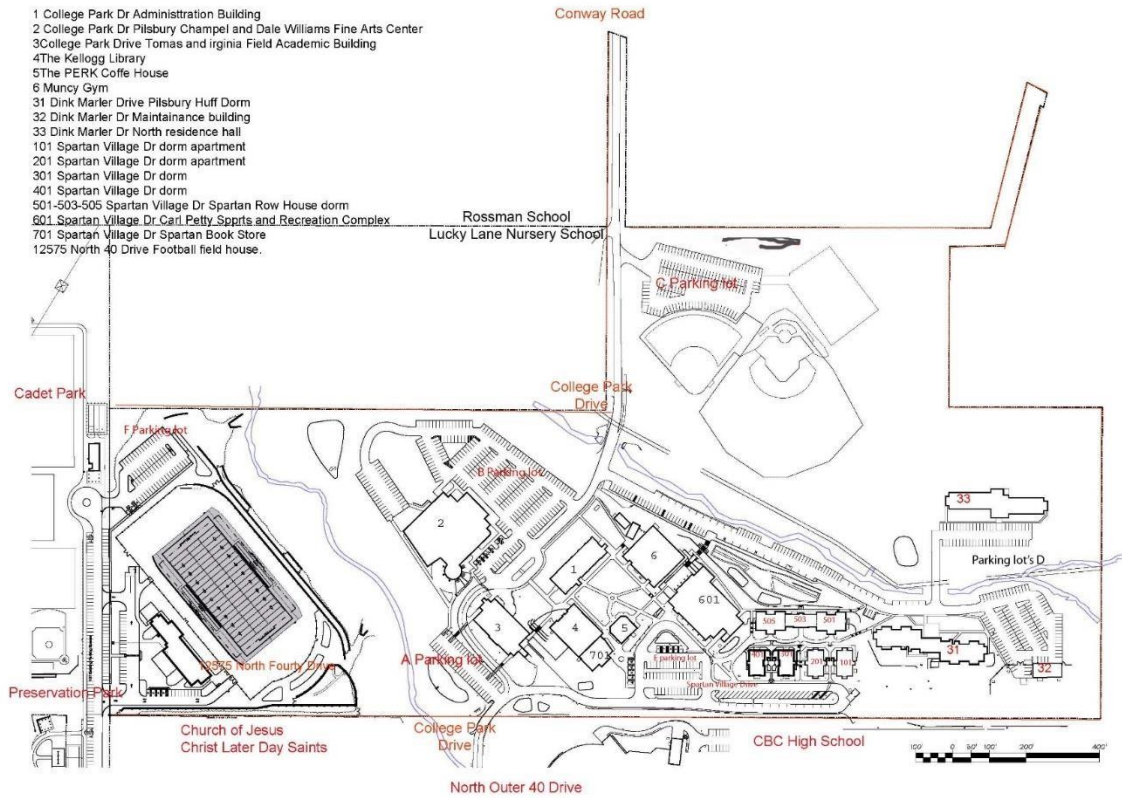 1 College Park Dr Administtration Building
Conway Road
2 College Park Dr Pilsbury Champel and Dale Williams Fine Arts Center
3College Park Drive Tomas and irginia Field Academic Building
4The Kellogg Library
5The PERK Coffe House
6 Muncy Gym
31 Dink Marler Drive Pilsbury Huff Dorm
32 Dink Marler Dr Maintainance building
33 Dink Marler Dr North residence hall
101 Spartan Village Dr dorm apartment
201 Spartan Village Dr dorm apartment
301 Spartan Village Dr dorm
401 Spartan Village Dr dorm
501-503-505 Spartan Village Dr Spartan Row House dorm
601 Spartan Village Dr Carl Petty Spprts and Recreation Complex
701 Spartan Village Dr Spartan Book Store
12575 North 40 Drive Football field house.
Rossman School
Lucky Lane Nursery School
C Parking lot
Cadet Park
College Park
Drive
F Parking lot
B Parking lot
33
2
Parking lot's D
6
1
601
505
503
501
3
4
5
701
31
A Parking lot
E parking lot
401
301
201
101
32
12575 North Fourty Drive
Spartan Village Drive
Preservation Park
Church of Jesus
Christ Later Day Saints
College Park
Drive
CBC High School
100'
0
50'
100'
200'
400'
North Outer 40 Drive